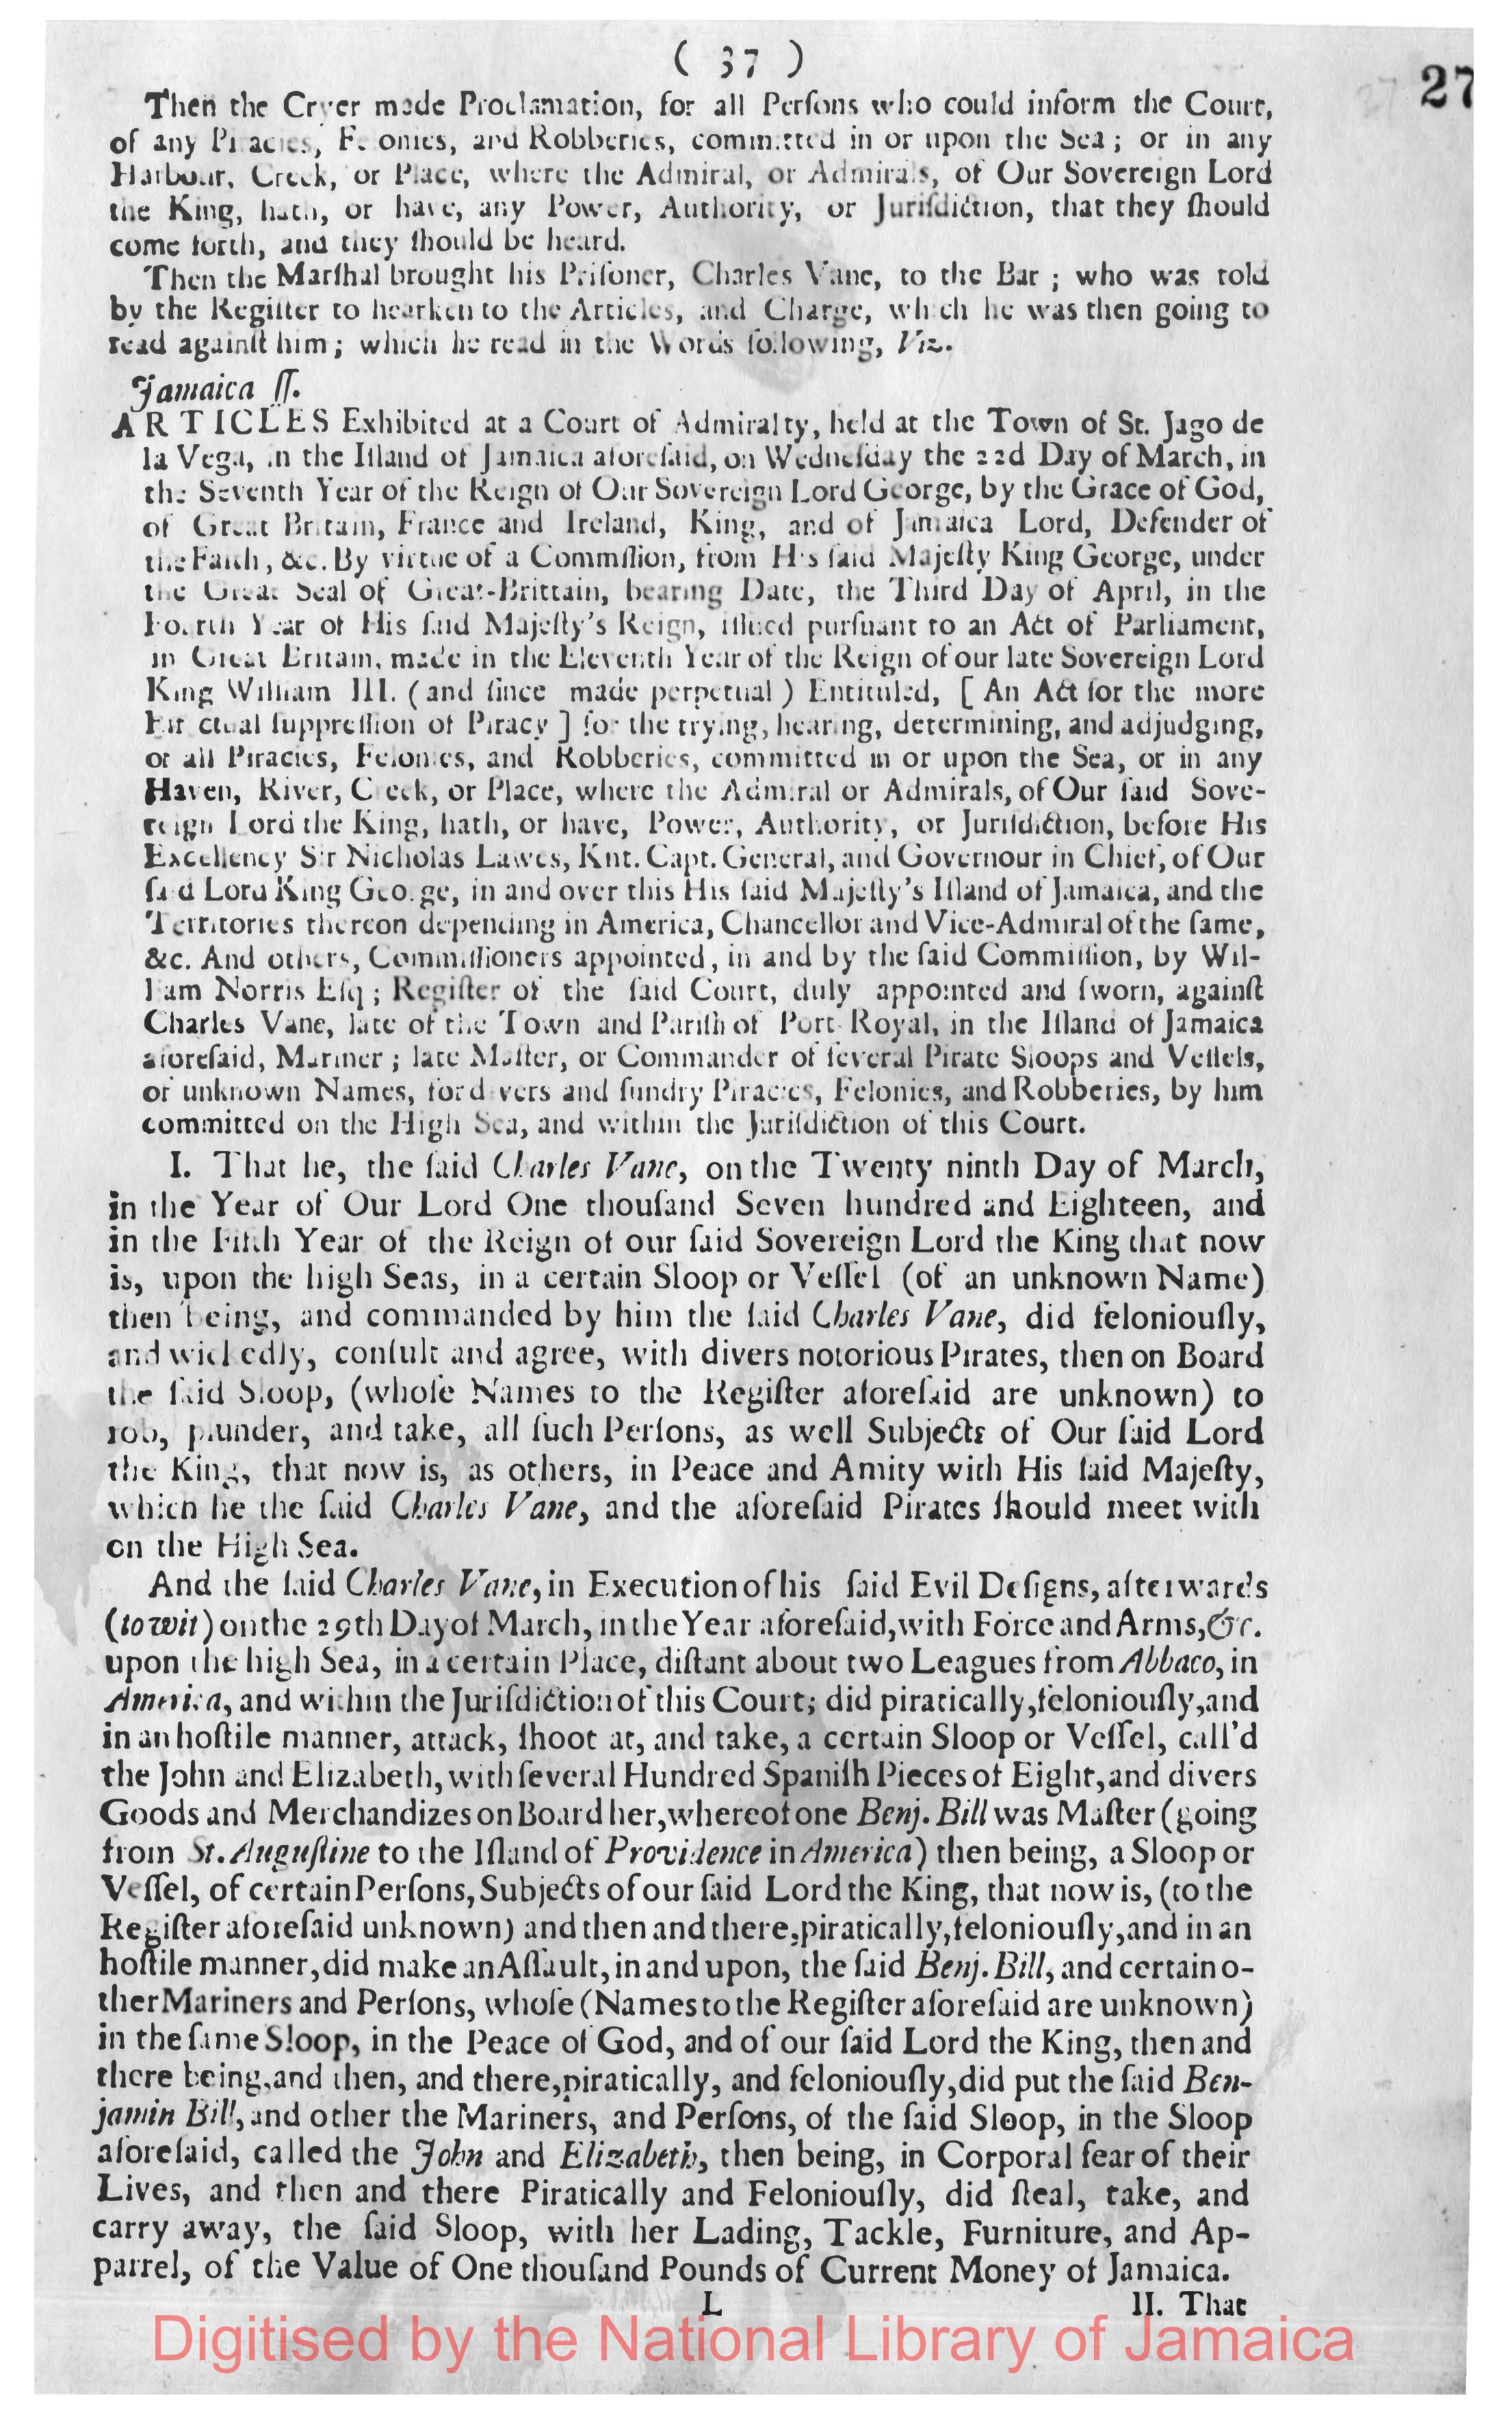 ( 37 )
27
Then the Cryer made Proclamation, for all Perſons who could inform the Court,
of any Piracies, Felonies, and Robberies, committed in or upon the Sea ; or in any
Harbour, Creek, or Place, where the Admiral, or Admirals, of Our Sovereign Lord
the King, hath, or have, any Power, Authority, or Juriſdiction, that they ſhould
come forth, and they ſhould be heard.
Then the Marſhal brought his Priſoner, Charles Vane, to the Bar ; who was told
by the Regiſter to hearken to the Articles, and Charge, which he was then going to
read againſt him ; which he read in the Words following, Viz.
Jamaica ſſ.
ARTICLES Exhibited at a Court of Admiralty, held at the Town of St. Jago de
la Vega, in the Iſland of Jamaica aforeſaid, on Wedneſday the 22d Day of March, in
the Seventh Year of the Reign of Our Sovereign Lord George, by the Grace of God,
of Great Britain, France and Ireland, King, and of Jamaica Lord, Defender of
the Faith, &c. By virtue of a Commſſion, from His ſaid Majeſty King George, under
the Great Seal of Great-Brittain, bearing Date, the Third Day of April, in the
Fourth Year of His ſaid Majeſty's Reign, iſſued purſuant to an Act of Parliament,
in Great Britain, made in the Eleventh Year of the Reign of our late Sovereign Lord
King William III. (and ſince made perpetual) Entituled, [ An Act for the more
Effectual ſuppreſſion of Piracy ] for the trying, hearing, determining, and adjudging,
of all Piracies, Felonies, and Robberies, committed in or upon the Sea, or in any
Haven, River, Creek, or Place, where the Admiral or Admirals, of Our ſaid Sove-
reign Lord the King, hath, or have, Power, Authority, or Juriſdiction, before His
Excellency Sir Nicholas Lawes, Knt. Capt. General, and Governour in Chief, of Our
ſaid Lord King George, in and over this His ſaid Majeſty's Iſland of Jamaica, and the
Territories thereon depending in America, Chancellor and Vice-Admiral of the ſame,
&c. And others, Commiſſioners appointed, in and by the ſaid Commiſſion, by Wil-
liam Norris Eſq ; Regiſter of the ſaid Court, duly appointed and ſworn, againſt
Charles Vane, late of the Town and Pariſh of Port Royal, in the Iſland of Jamaica
aforeſaid, Mariner ; late Maſter, or Commander of ſeveral Pirate Sloops and Veſſels,
of unknown Names, for divers and ſundry Piracies, Felonies, and Robberies, by him
committed on the High Sea, and within the Juriſdiction of this Court.
I. That he, the ſaid Charles Vane, on the Twenty ninth Day of March,
in the Year of Our Lord One thouſand Seven hundred and Eighteen, and
in the Fifth Year of the Reign of our ſaid Sovereign Lord the King that now
is, upon the high Seas, in a certain Sloop or Veſſel (of an unknown Name)
then being, and commanded by him the ſaid Charles Vane, did feloniouſly,
and wickedly, conſult and agree, with divers notorious Pirates, then on Board
the ſaid Sloop, (whoſe Names to the Regiſter aforeſaid are unknown) to
rob, plunder, and take, all ſuch Perſons, as well Subjects of Our ſaid Lord
the King, that now is, as others, in Peace and Amity with His ſaid Majeſty,
which he the ſaid Charles Vane, and the aforeſaid Pirates ſhould meet with
on the High Sea.
And the ſaid Charles Vane, in Execution of his ſaid Evil Deſigns, afterwards
(to wit) on the 29th Day of March, in the Year aforeſaid, with Force and Arms, &c.
upon the high Sea, in a certain Place, diſtant about two Leagues from Abbaco, in
America, and within the Juriſdiction of this Court; did piratically, feloniouſly, and
in an hoſtile manner, attack, ſhoot at, and take, a certain Sloop or Veſſel, call'd
the John and Elizabeth, with ſeveral Hundred Spaniſh Pieces of Eight, and divers
Goods and Merchandizes on Board her, whereof one Benj. Bill was Maſter (going
from St. Auguſtine to the Iſland of Providence in America) then being, a Sloop or
Veſſel, of certain Perſons, Subjects of our ſaid Lord the King, that now is, (to the
Regiſter aforeſaid unknown) and then and there, piratically, feloniouſly, and in an
hoſtile manner, did make an Aſſault, in and upon, the ſaid Benj. Bill, and certain o-
ther Mariners and Perſons, whoſe (Names to the Regiſter aforeſaid are unknown)
in the ſame Sloop, in the Peace of God, and of our ſaid Lord the King, then and
there being, and then, and there, piratically, and feloniouſly, did put the ſaid Ben-
jamin Bill, and other the Mariners, and Perſons, of the ſaid Sloop, in the Sloop
aforeſaid, called the John and Elizabeth, then being, in Corporal fear of their
Lives, and then and there Piratically and Feloniouſly, did ſteal, take, and
carry away, the ſaid Sloop, with her Lading, Tackle, Furniture, and Ap-
parrel, of the Value of One thouſand Pounds of Current Money of Jamaica.
L
II. That
Digitised by the National Library of Jamaica